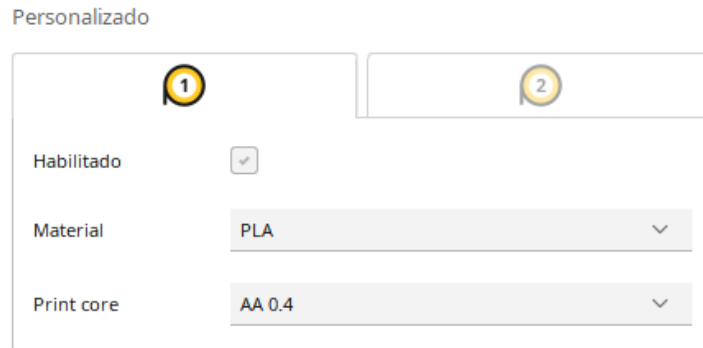 Personalizado
1 2
Habilitado
Material PLA
Print core AA 0.4